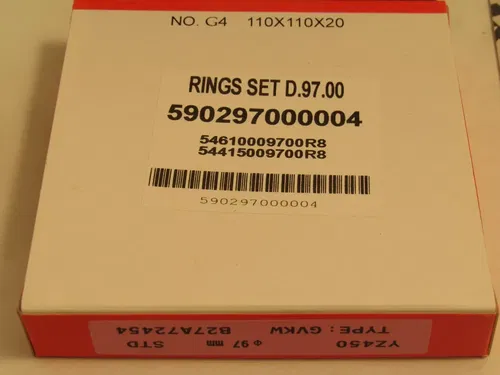 NO. G4 110X110X20
RINGS SET D.97.00
590297000004
54610009700R8
54415009700R8
590297000004
YZ450 Φ 97 mm STD
TYPE: GVKW B27A72454